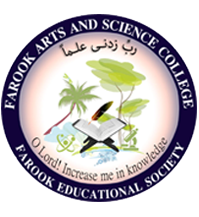 FAROOK ARTS AND SCIENCE COLLEGE
ربّ زدني علماً
O Lord! Increase me in knowledge
FAROOK EDUCATIONAL SOCIETY